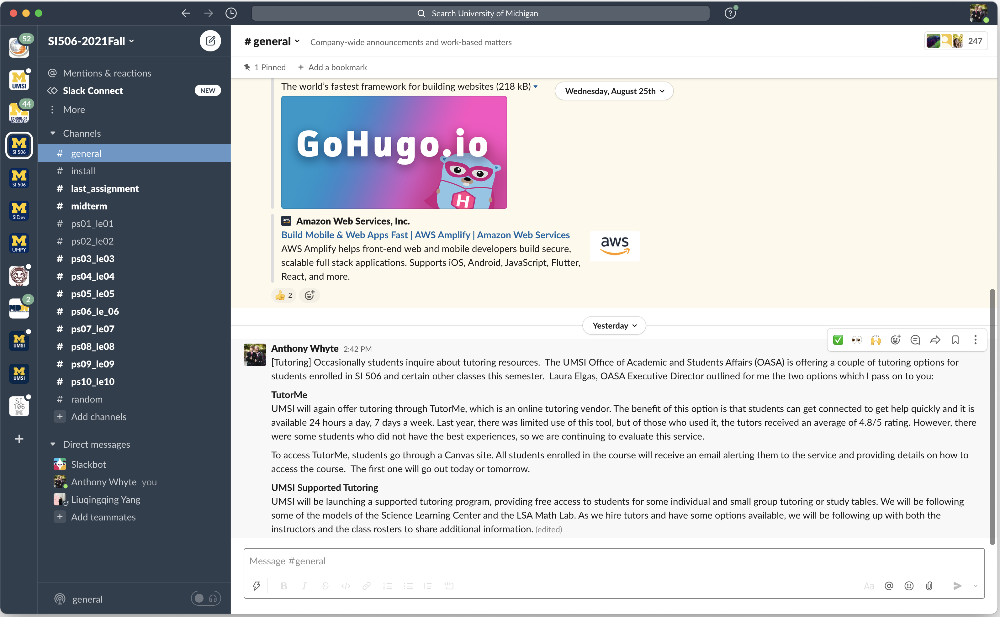 Search University of Michigan
52
UMSI
44
SCHOOL OF
INFORMATION
SI 506
SI 506
SIDev
UMPY
LEO
2
UMSI
UMSI
SI
106
SI506-2021Fall
Mentions & reactions
Slack Connect
NEW
More
Channels
# general
# install
# last_assignment
# midterm
# ps01_le01
# ps02_le02
# ps03_le03
# ps04_le04
# ps05_le05
# ps06_le_06
# ps07_le07
# ps08_le08
# ps09_le09
# ps10_le10
# random
+ Add channels
Direct messages
Slackbot
Anthony Whyte you
Liuqingqing Yang
+ Add teammates
general
# general
Company-wide announcements and work-based matters
247
1 Pinned
+ Add a bookmark
The world’s fastest framework for building websites (218 kB)
Wednesday, August 25th
GoHugo.io
H
aws
Amazon Web Services, Inc.
Build Mobile & Web Apps Fast | AWS Amplify | Amazon Web Services
AWS Amplify helps front-end web and mobile developers build secure,
scalable full stack applications. Supports iOS, Android, JavaScript, Flutter,
React, and more.
aws
2
Yesterday
Anthony Whyte 2:42 PM
[Tutoring] Occasionally students inquire about tutoring resources.  The UMSI Office of Academic and Students Affairs (OASA) is offering a couple of tutoring options for
students enrolled in SI 506 and certain other classes this semester.  Laura Elgas, OASA Executive Director outlined for me the two options which I pass on to you:
TutorMe
UMSI will again offer tutoring through TutorMe, which is an online tutoring vendor. The benefit of this option is that students can get connected to get help quickly and it is
available 24 hours a day, 7 days a week. Last year, there was limited use of this tool, but of those who used it, the tutors received an average of 4.8/5 rating. However, there
were some students who did not have the best experiences, so we are continuing to evaluate this service.
To access TutorMe, students go through a Canvas site. All students enrolled in the course will receive an email alerting them to the service and providing details on how to
access the course.  The first one will go out today or tomorrow.
UMSI Supported Tutoring
UMSI will be launching a supported tutoring program, providing free access to students for some individual and small group tutoring or study tables. We will be following
some of the models of the Science Learning Center and the LSA Math Lab. As we hire tutors and have some options available, we will be following up with both the
instructors and the class rosters to share additional information. (edited)
Message #general
B I S
Aa